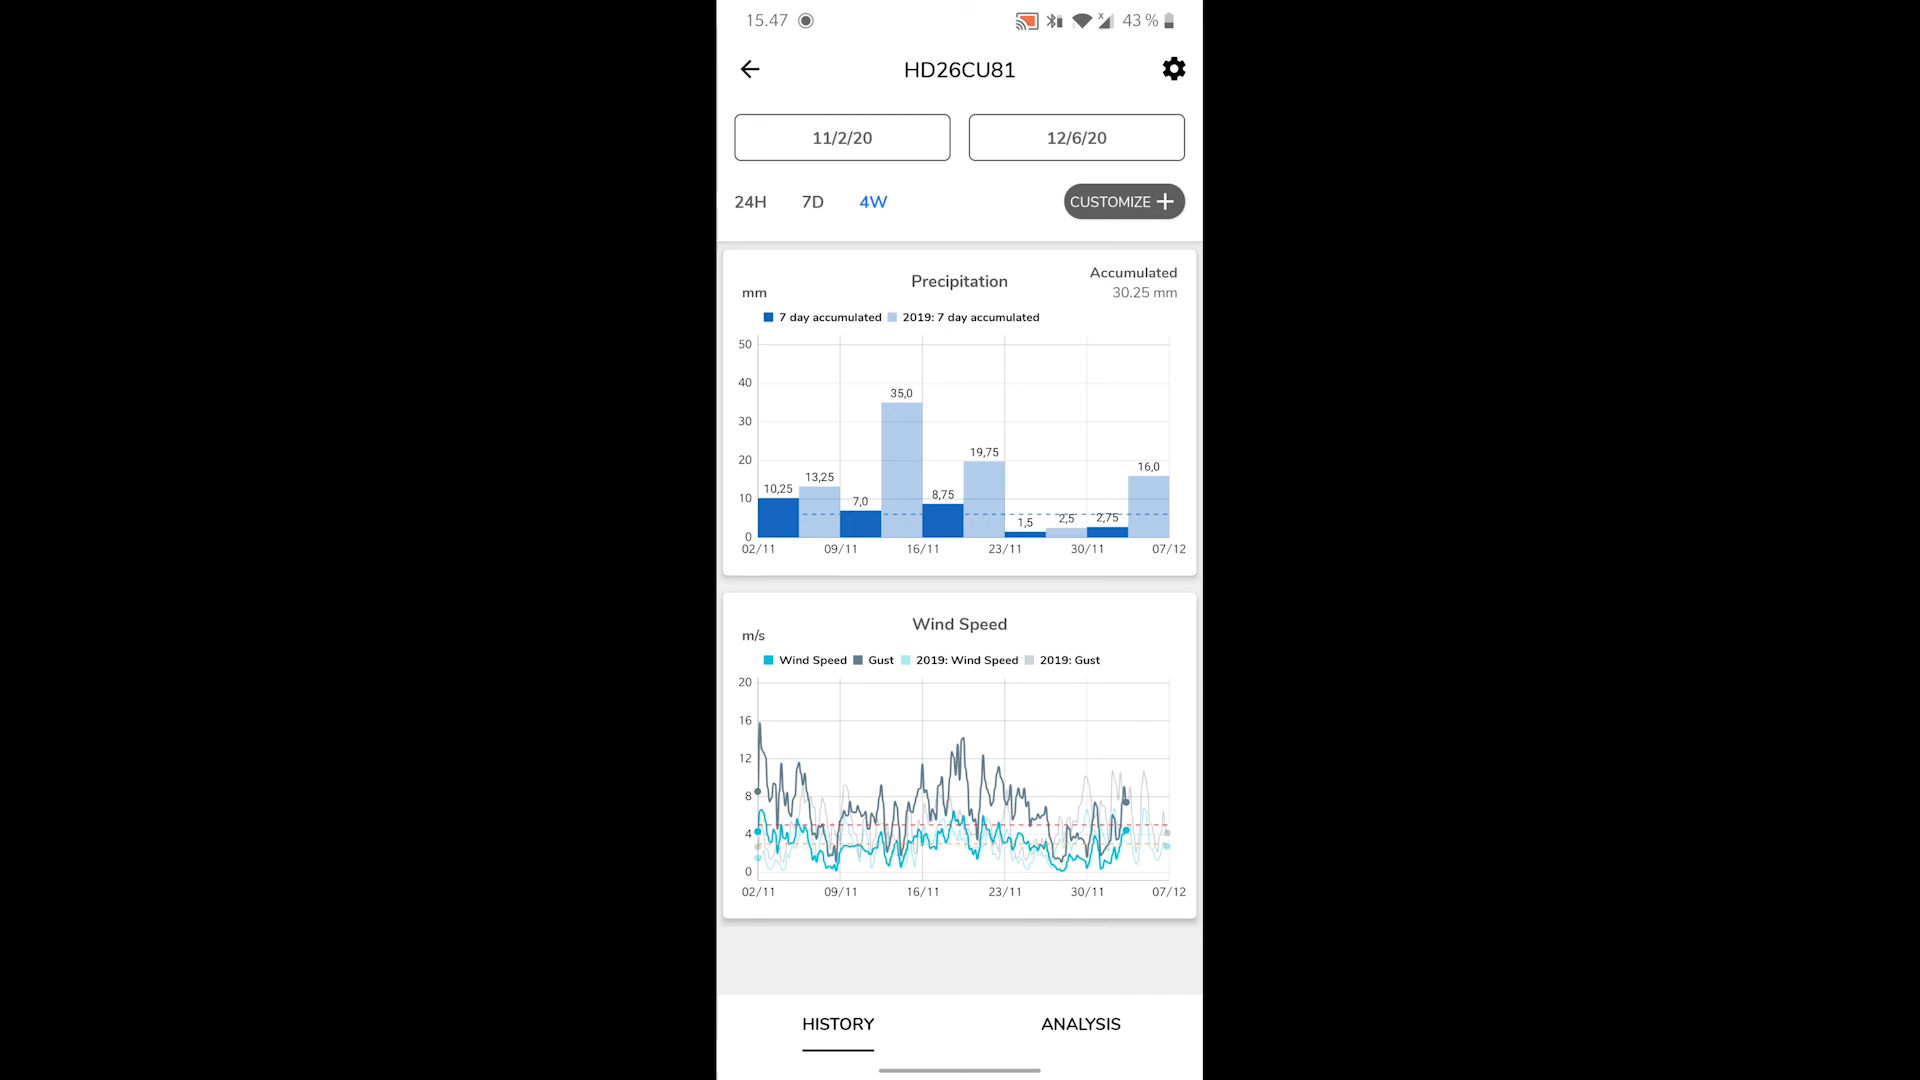 15.47 43 %
HD26CU81
11/2/20 12/6/20
24H 7D 4W CUSTOMIZE +
Precipitation
Accumulated
30.25 mm
mm
7 day accumulated 2019: 7 day accumulated
50
40
30
20
10
0
10,25 13,25 7,0 35,0 8,75 19,75 1,5 2,5 2,75 16,0
02/11 09/11 16/11 23/11 30/11 07/12
Wind Speed
m/s
Wind Speed Gust 2019: Wind Speed 2019: Gust
20
16
12
8
4
0
02/11 09/11 16/11 23/11 30/11 07/12
HISTORY ANALYSIS